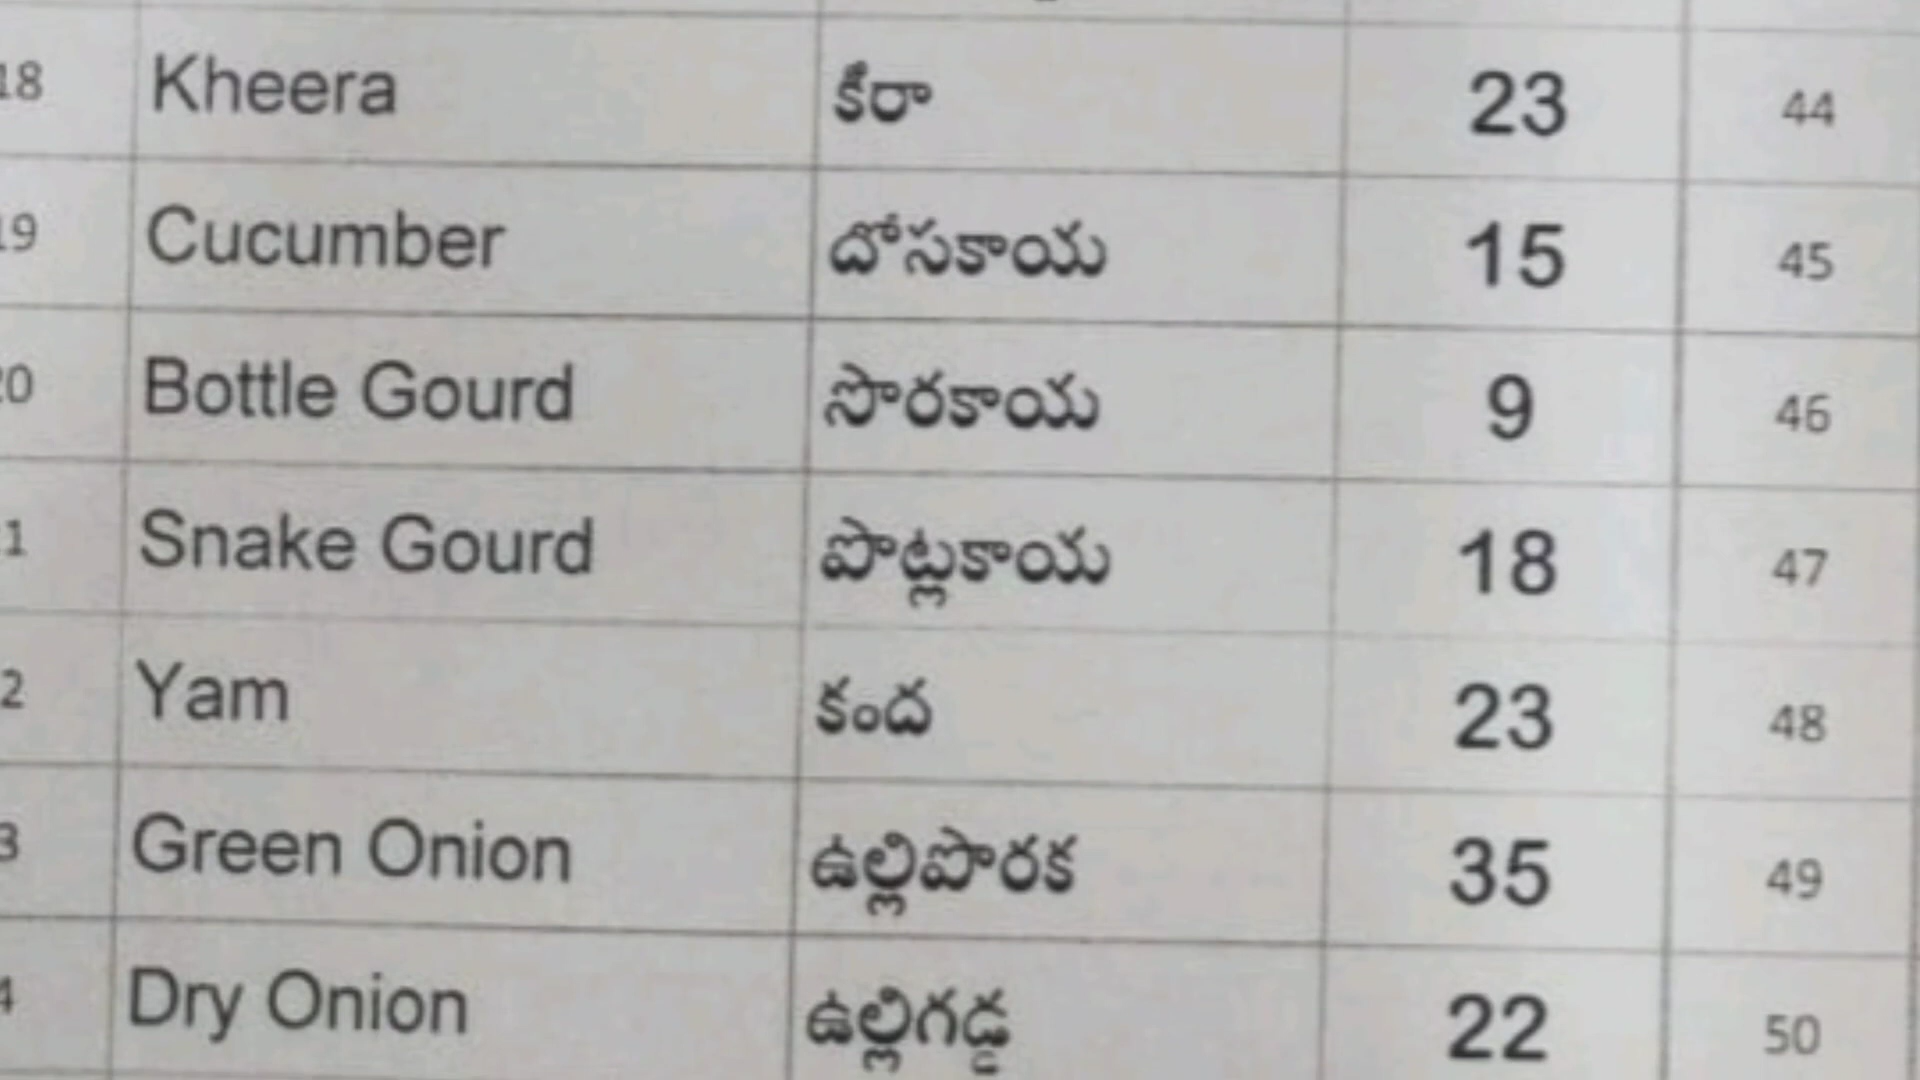 18 Kheera కీరా 23 44
19 Cucumber దోసకాయ 15 45
20 Bottle Gourd సొరకాయ 9 46
1 Snake Gourd పొట్లకాయ 18 47
2 Yam కంద 23 48
3 Green Onion ఉల్లిపొరక 35 49
4 Dry Onion ఉల్లిగడ్డ 22 50